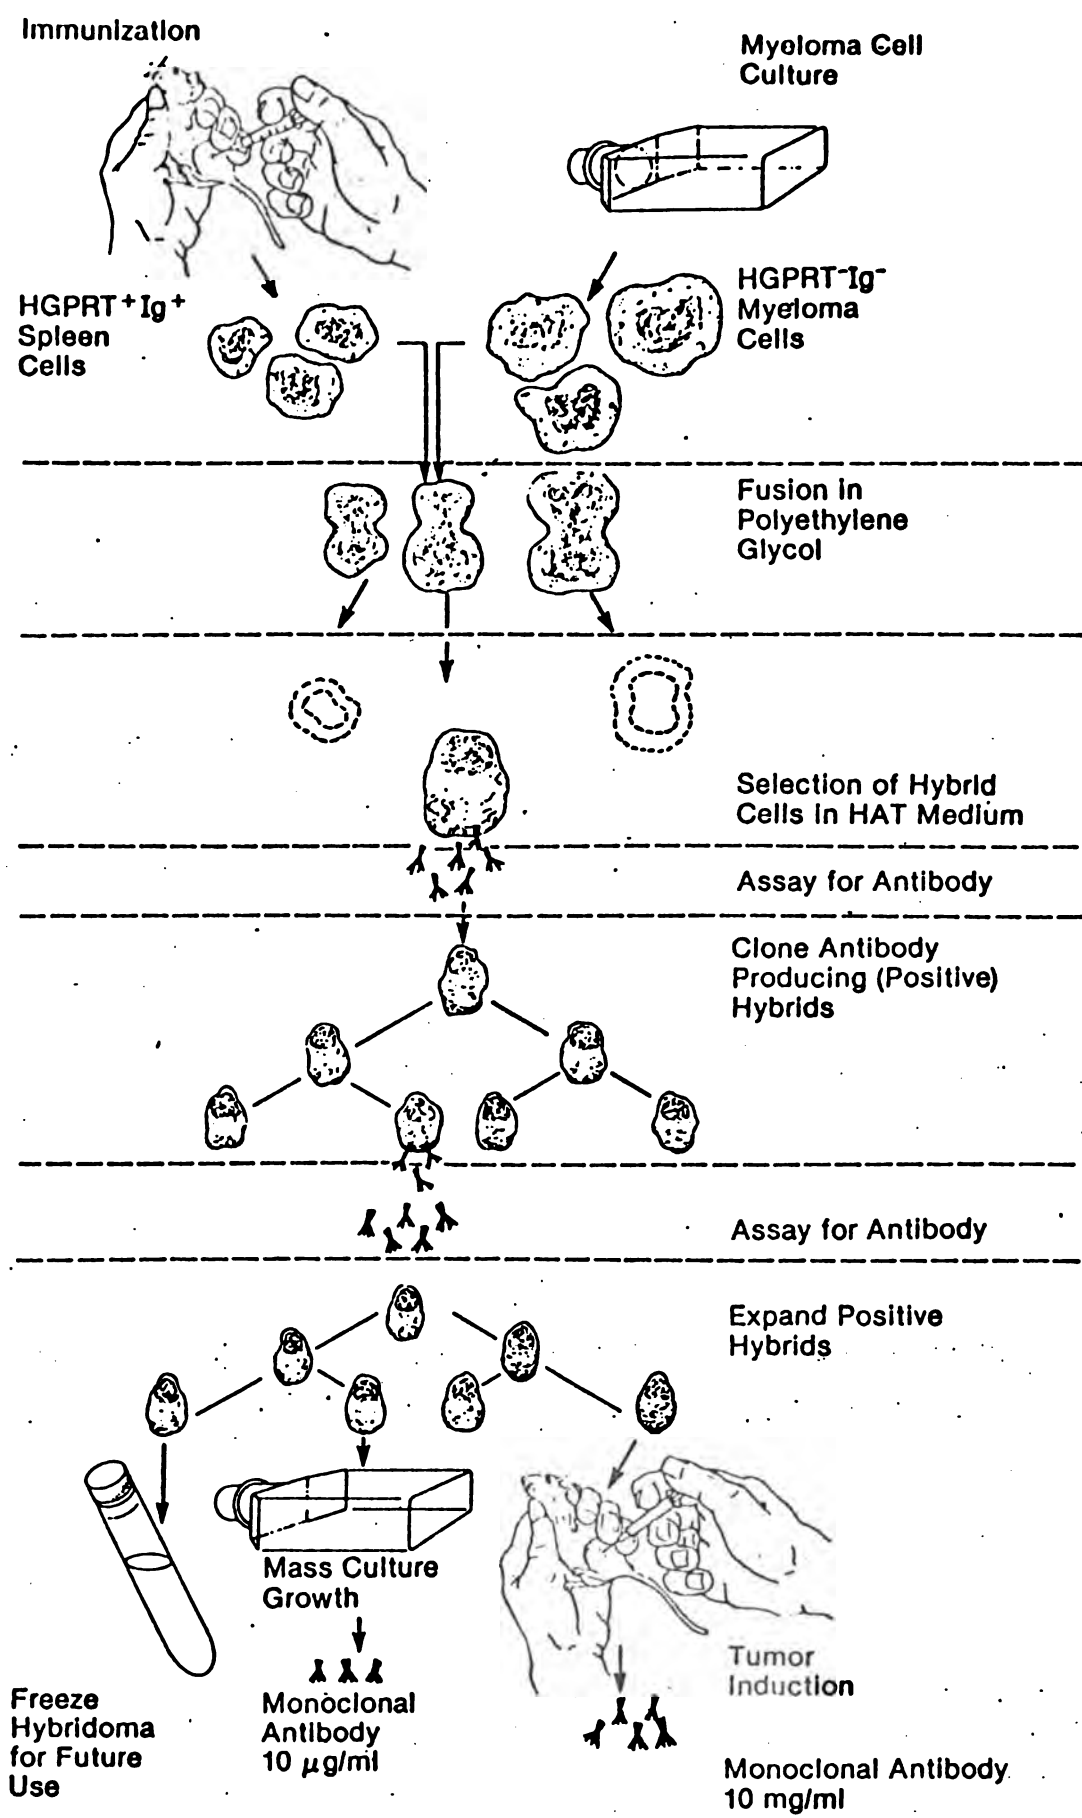 Immunization
Myeloma Cell
Culture
HGPRT⁺Ig⁺
Spleen
Cells
HGPRT⁻Ig⁻
Myeloma
Cells
Fusion in
Polyethylene
Glycol
Selection of Hybrid
Cells in HAT Medium
Assay for Antibody
Clone Antibody
Producing (Positive)
Hybrids
Assay for Antibody
Expand Positive
Hybrids
Mass Culture
Growth
Tumor
Induction
Freeze
Hybridoma
for Future
Use
Monoclonal
Antibody
10 μg/ml
Monoclonal Antibody
10 mg/ml